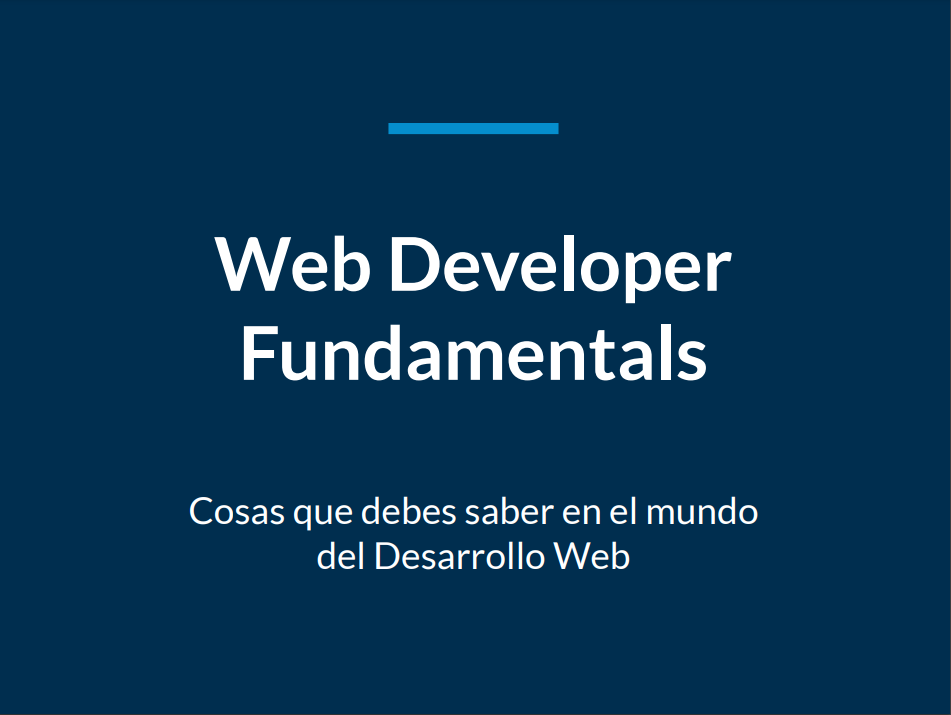 Web Developer
Fundamentals
Cosas que debes saber en el mundo
del Desarrollo Web